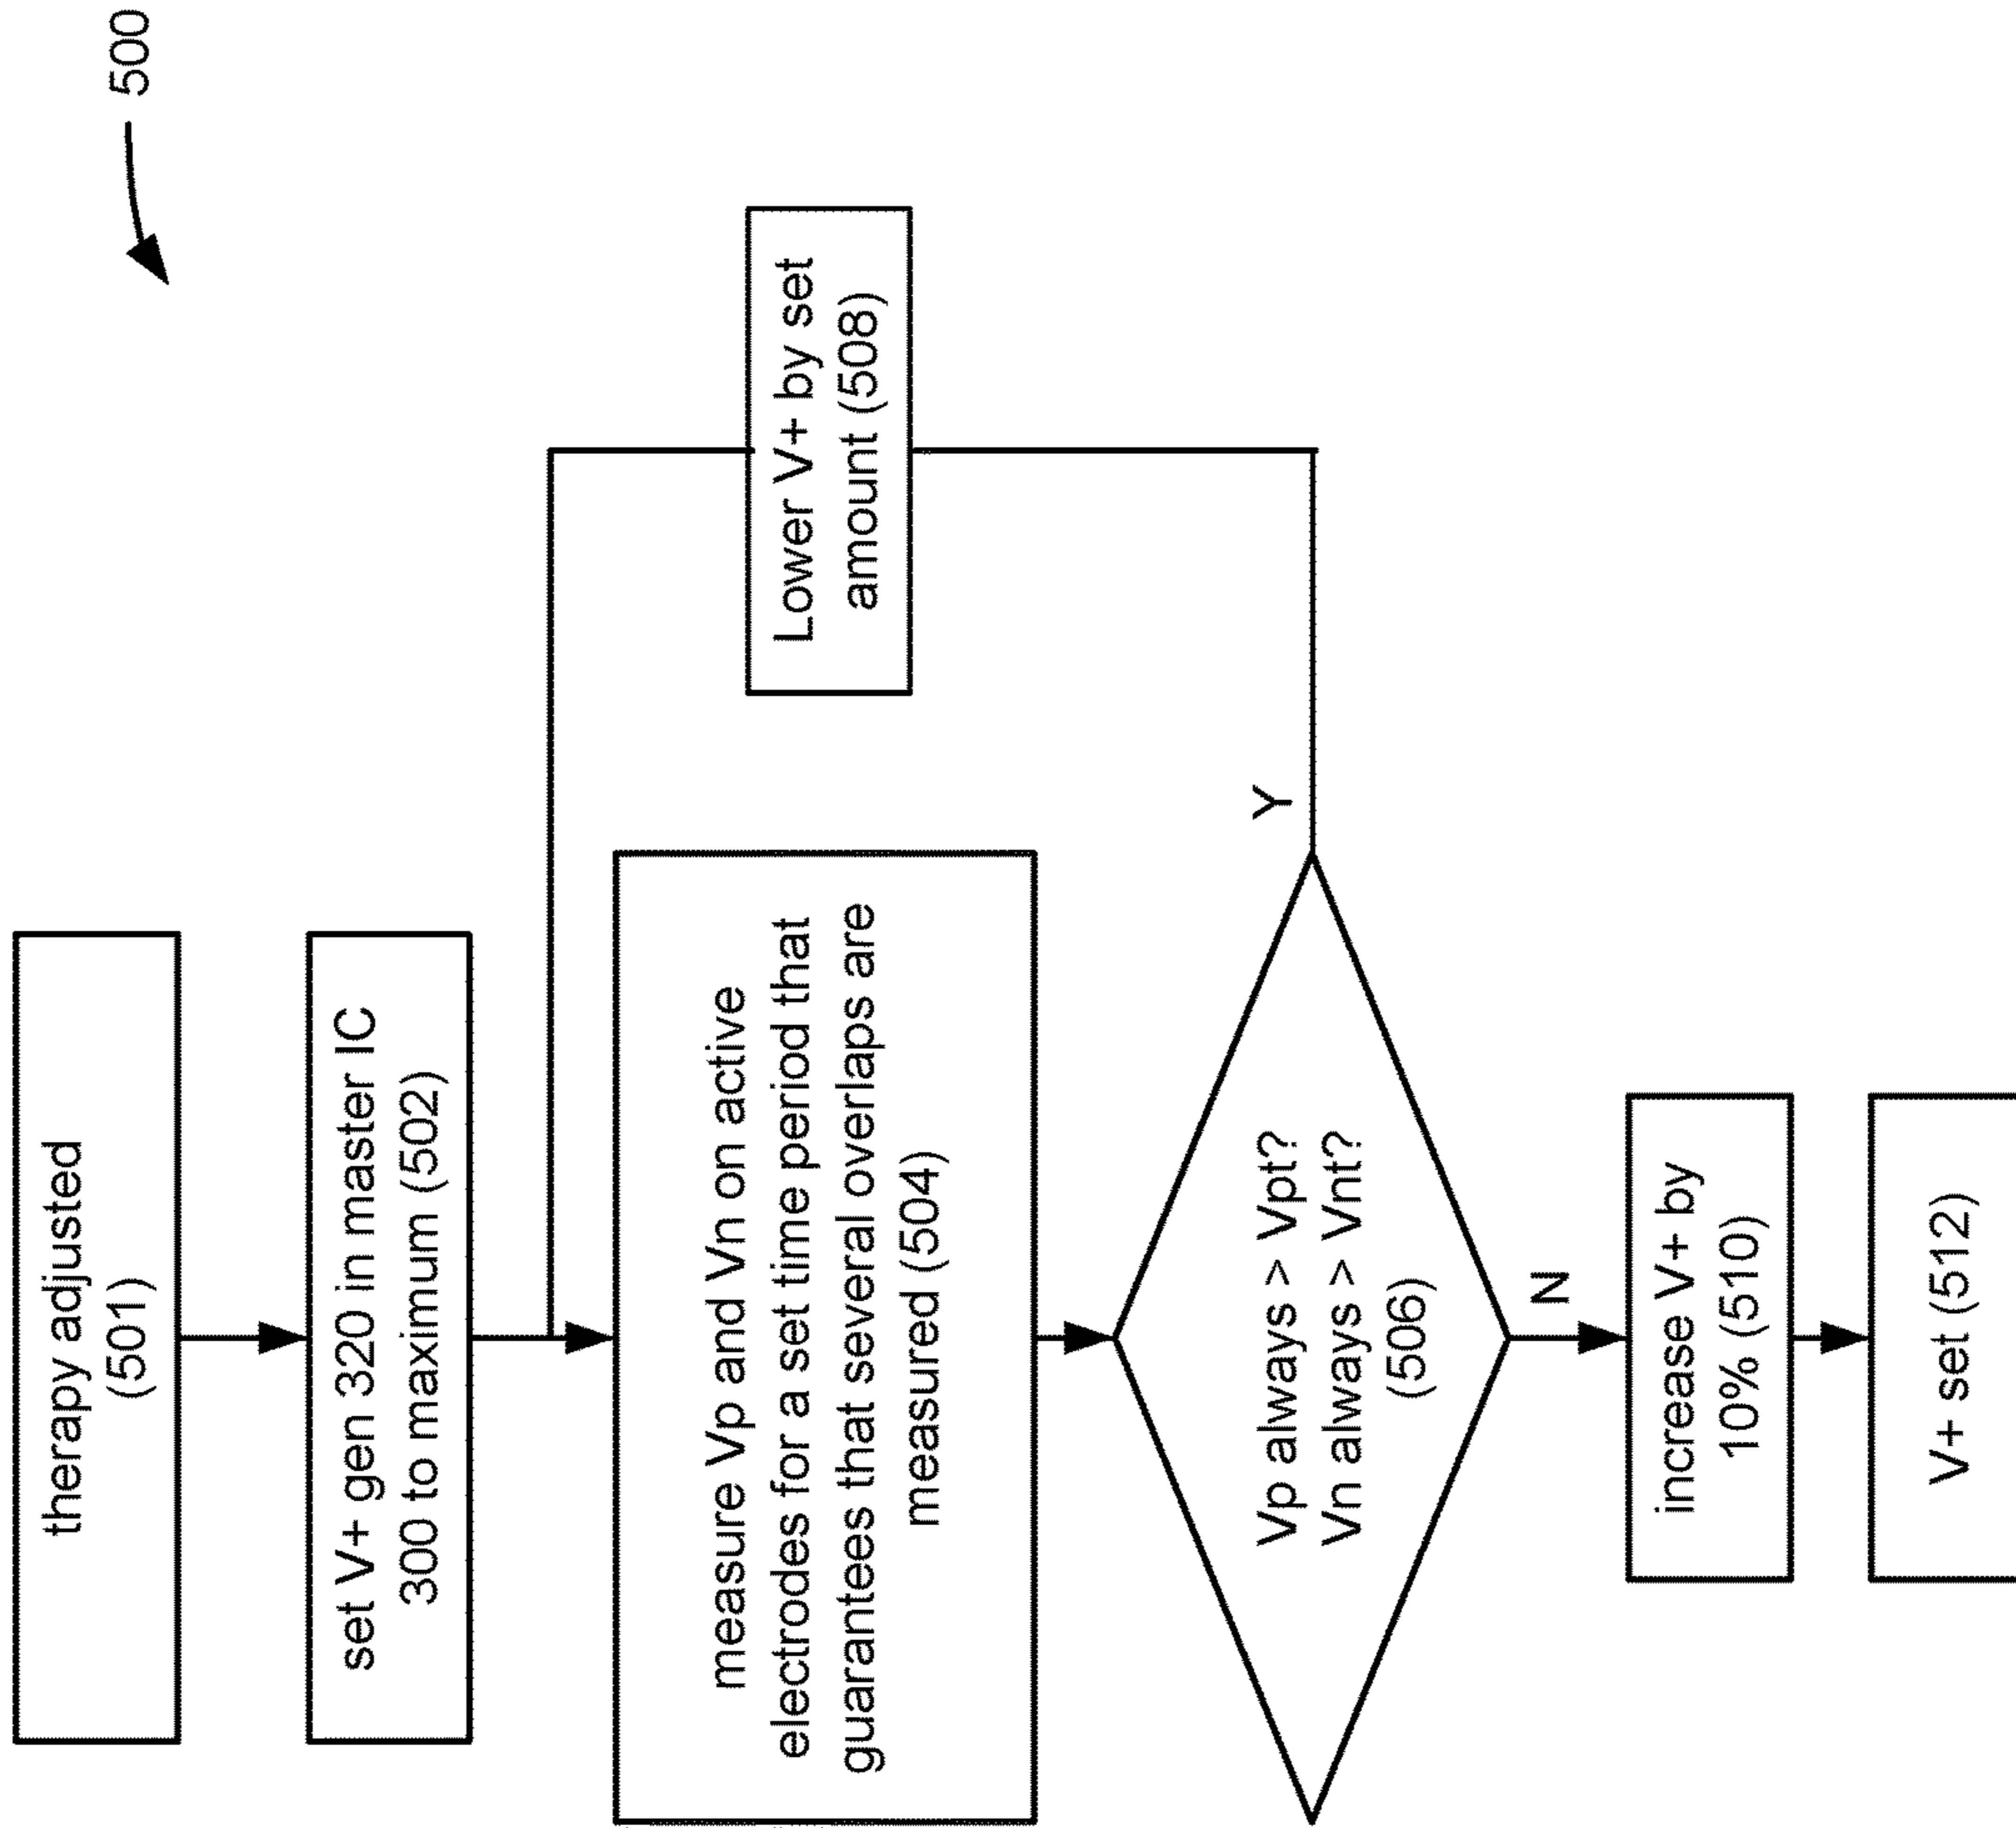 500
therapy adjusted
(501)
set V+ gen 320 in master IC
300 to maximum (502)
measure Vp and Vn on active
electrodes for a set time period that
guarantees that several overlaps are
measured (504)
Lower V+ by set
amount (508)
Vp always > Vpt?
Vn always > Vnt?
(506)
Y
N
increase V+ by
10% (510)
V+ set (512)